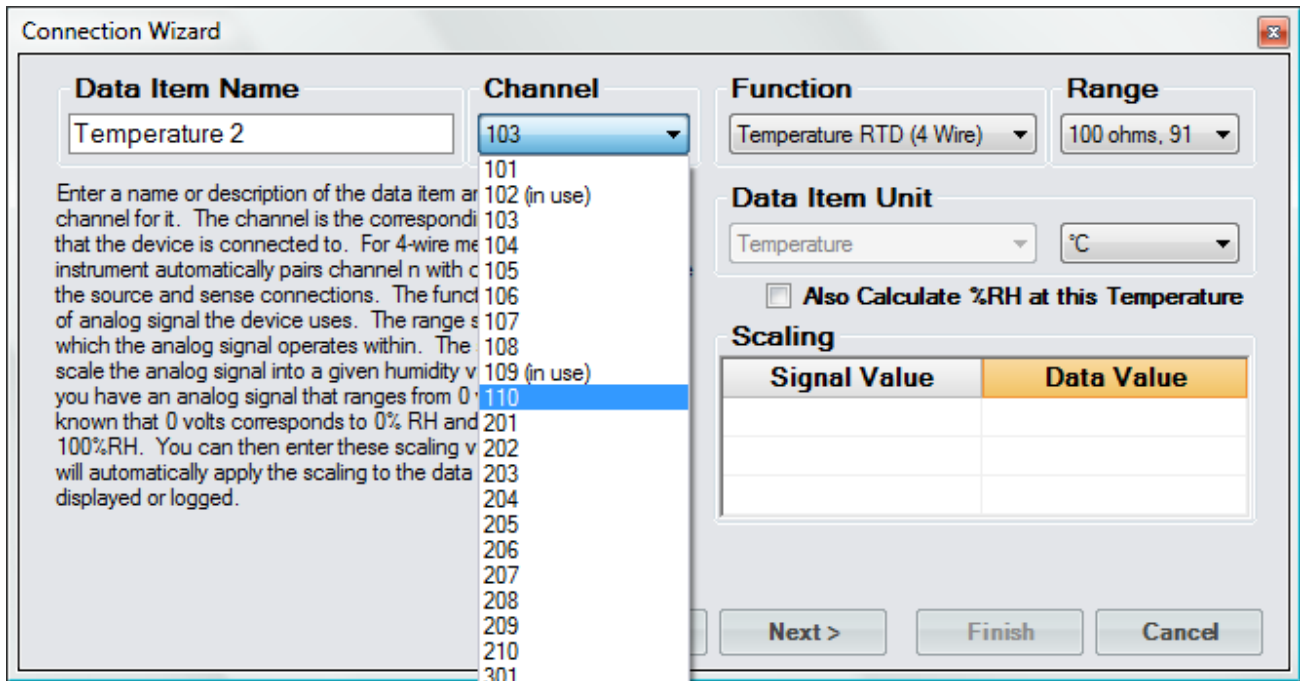 Connection Wizard
Data Item Name
Temperature 2
Channel
103
Function
Temperature RTD (4 Wire)
Range
100 ohms, 91
Enter a name or description of the data item
channel for it. The channel is the
that the device is connected to. For 4-wire
instrument automatically pairs channel n with
the source and sense connections. The
of analog signal the device uses. The range
which the analog signal operates within. The
scale the analog signal into a given humidity
you have an analog signal that ranges from 0
known that 0 volts corresponds to 0% RH and
100%RH. You can then enter these scaling
will automatically apply the scaling to the data
displayed or logged.
101
102 (in use)
103
104
105
106
107
108
109 (in use)
110
201
202
203
204
205
206
207
208
209
210
301
Data Item Unit
Temperature
°C
Also Calculate %RH at this Temperature
Scaling
Signal Value Data Value
Next >
Finish
Cancel